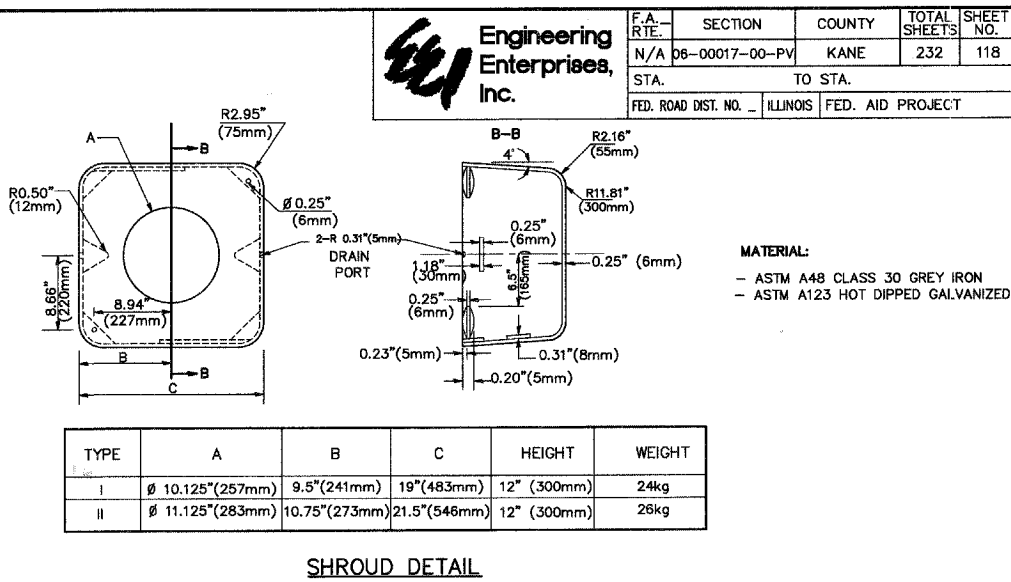 Engineering
Enterprises,
Inc.
F.A.– RTE. SECTION COUNTY TOTAL SHEETS SHEET NO.
N/A 06-00017-00-PV KANE 232 118
STA. TO STA.
FED. ROAD DIST. NO. _ ILLINOIS FED. AID PROJECT
R2.95"
(75mm)
A
B
R0.50"
(12mm)
Ø 0.25"
(6mm)
2-R 0.31"(5mm)
DRAIN
PORT
8.66"
(220mm)
8.94"
(227mm)
B
B
C
B-B
4°
R2.16"
(55mm)
R11.81"
(300mm)
0.25"
(6mm)
1.18"
(30mm)
6.5"
(165mm)
0.25" (6mm)
0.25"
(6mm)
0.23"(5mm)
0.31"(8mm)
0.20"(5mm)
MATERIAL:
– ASTM A48 CLASS 30 GREY IRON
– ASTM A123 HOT DIPPED GALVANIZED
TYPE A B C HEIGHT WEIGHT
I Ø 10.125"(257mm) 9.5"(241mm) 19"(483mm) 12" (300mm) 24kg
II Ø 11.125"(283mm) 10.75"(273mm) 21.5"(546mm) 12" (300mm) 26kg
SHROUD DETAIL